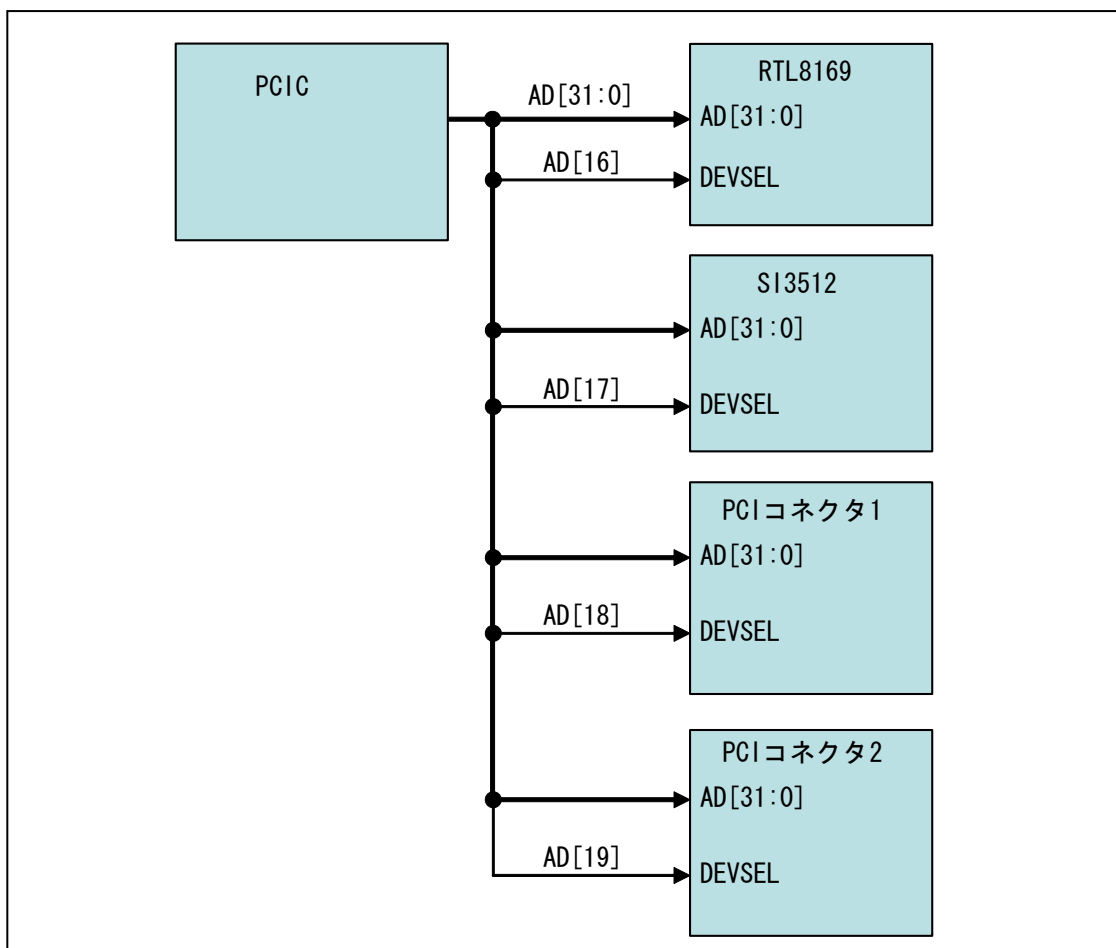 PCIC
AD[31:0]
AD[16]
RTL8169
AD[31:0]
DEVSEL
SI3512
AD[31:0]
AD[17]
DEVSEL
PCIコネクタ1
AD[31:0]
AD[18]
DEVSEL
PCIコネクタ2
AD[31:0]
AD[19]
DEVSEL